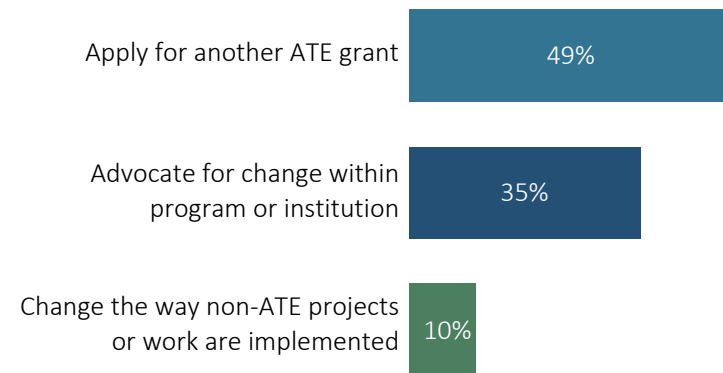 Apply for another ATE grant 49%
Advocate for change within
program or institution 35%
Change the way non-ATE projects
or work are implemented 10%